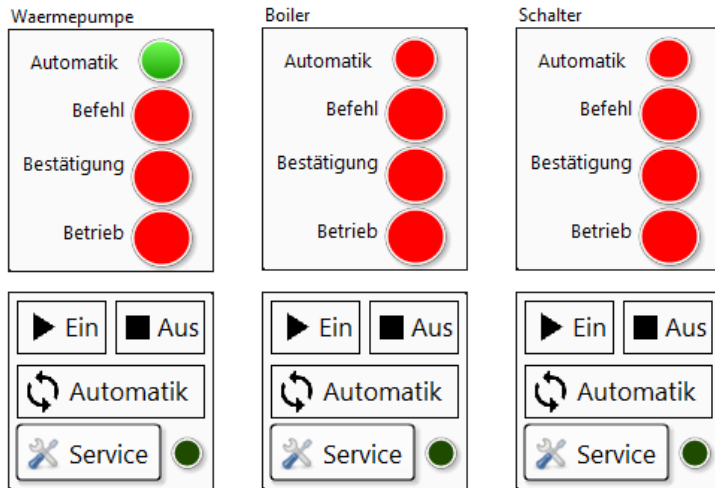 Waermepumpe
Automatik
Befehl
Bestätigung
Betrieb
Ein Aus
Automatik
Service
Boiler
Automatik
Befehl
Bestätigung
Betrieb
Ein Aus
Automatik
Service
Schalter
Automatik
Befehl
Bestätigung
Betrieb
Ein Aus
Automatik
Service